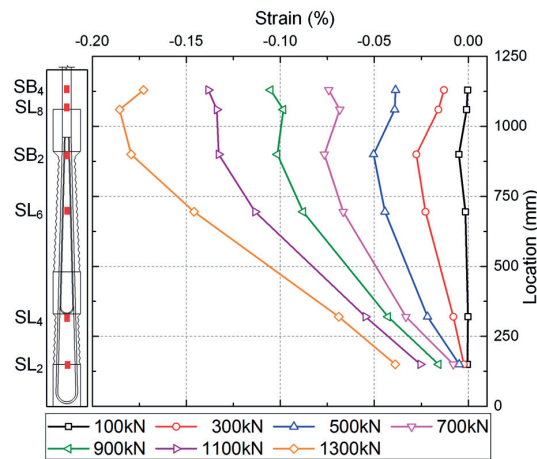 Strain (%)
-0.20 -0.15 -0.10 -0.05 0.00
1250
SB4
SL8
1000
SB2
750
SL6
Location (mm)
500
SL4
250
SL2
0
100kN 300kN 500kN 700kN
900kN 1100kN 1300kN